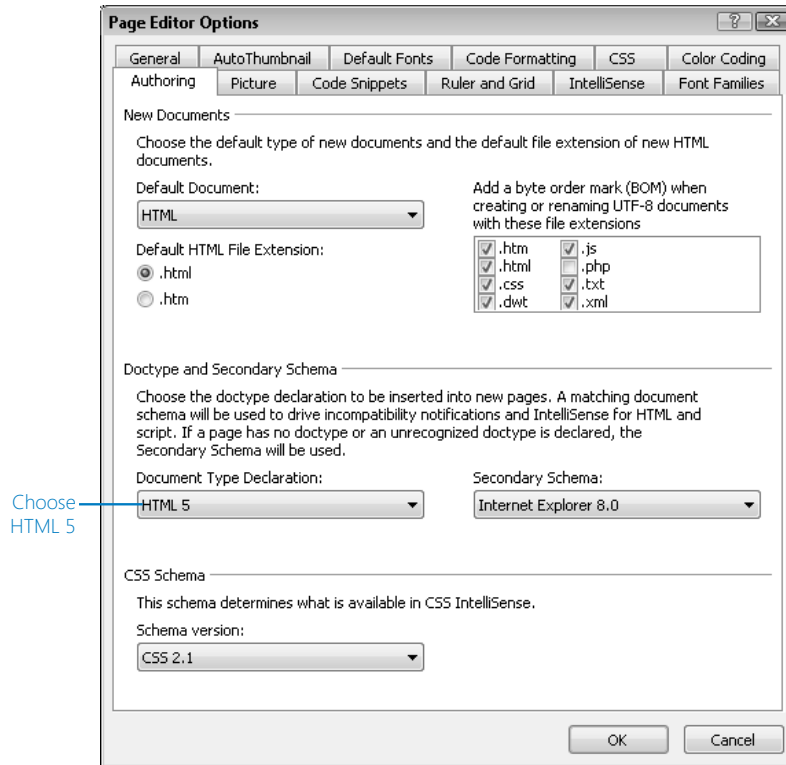 Page Editor Options
General AutoThumbnail Default Fonts Code Formatting CSS Color Coding
Authoring Picture Code Snippets Ruler and Grid IntelliSense Font Families
New Documents
Choose the default type of new documents and the default file extension of new HTML
documents.
Default Document:
HTML
Default HTML File Extension:
.html
.htm
Add a byte order mark (BOM) when
creating or renaming UTF-8 documents
with these file extensions
.htm .js
.html .php
.css .txt
.dwt .xml
Doctype and Secondary Schema
Choose the doctype declaration to be inserted into new pages. A matching document
schema will be used to drive incompatibility notifications and IntelliSense for HTML and
script. If a page has no doctype or an unrecognized doctype is declared, the
Secondary Schema will be used.
Document Type Declaration:
HTML 5
Secondary Schema:
Internet Explorer 8.0
Choose
HTML 5
CSS Schema
This schema determines what is available in CSS IntelliSense.
Schema version:
CSS 2.1
OK Cancel